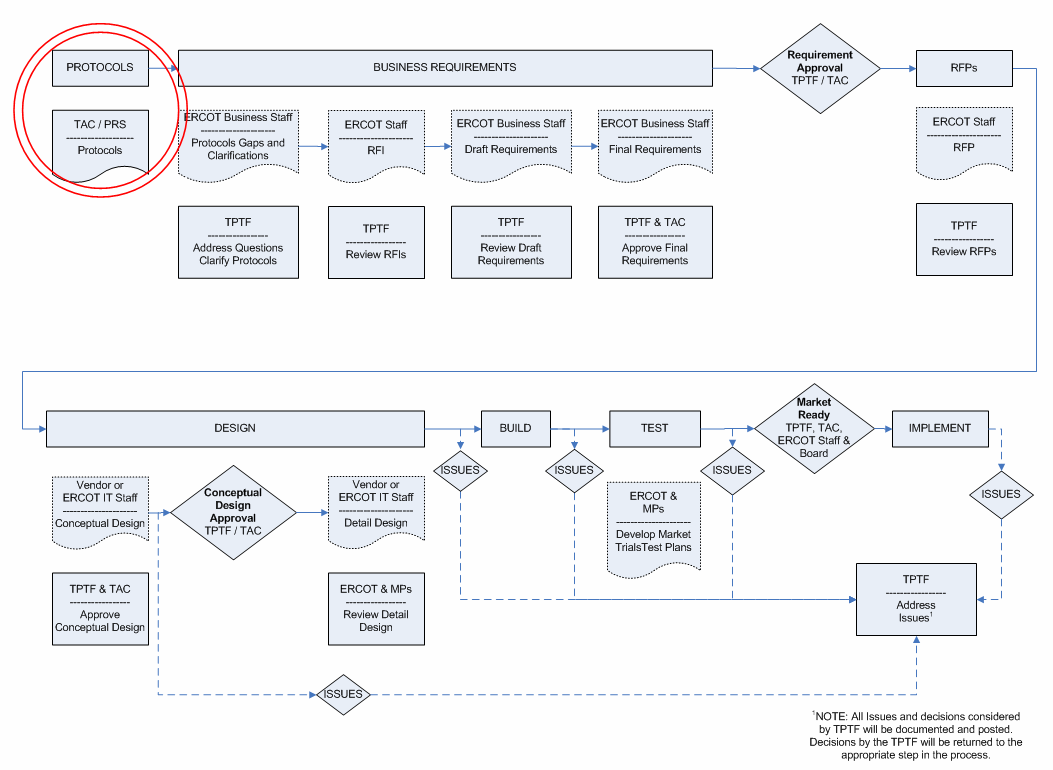 PROTOCOLS
BUSINESS REQUIREMENTS
Requirement
Approval
TPTF / TAC
RFPs
TAC / PRS
-------------------
Protocols
ERCOT Business Staff
---------------------
Protocols Gaps and
Clarifications
ERCOT Staff
---------------------
RFI
ERCOT Business Staff
---------------------
Draft Requirements
ERCOT Business Staff
---------------------
Final Requirements
ERCOT Staff
---------------------
RFP
TPTF
-----------------
Address Questions
Clarify Protocols
TPTF
-----------------
Review RFIs
TPTF
-----------------
Review Draft
Requirements
TPTF & TAC
-----------------
Approve Final
Requirements
TPTF
-----------------
Review RFPs
DESIGN
BUILD
TEST
Market
Ready
TPTF, TAC,
ERCOT Staff &
Board
IMPLEMENT
ISSUES
ISSUES
ISSUES
ISSUES
Vendor or
ERCOT IT Staff
---------------------
Conceptual Design
Conceptual
Design
Approval
TPTF / TAC
Vendor or
ERCOT IT Staff
---------------------
Detail Design
ERCOT &
MPs
---------------------
Develop Market
TrialsTest Plans
TPTF & TAC
-----------------
Approve
Conceptual Design
ERCOT & MPs
-----------------
Review Detail
Design
TPTF
-----------------
Address
Issues¹
ISSUES
¹NOTE: All Issues and decisions considered
by TPTF will be documented and posted.
Decisions by the TPTF will be returned to the
appropriate step in the process.